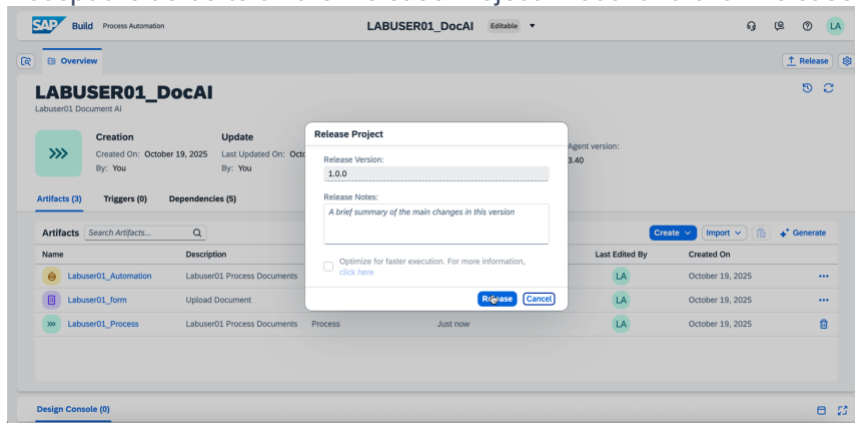 SAP Build Process Automation LABUSER01_DocAI Editable LA
Overview Release
LABUSER01_DocAI
Labuser01 Document AI
Creation Update
Created On: October 19, 2025 Last Updated On: Agent version:
By: You By: You 3.40
Release Project
Release Version:
1.0.0
Release Notes:
A brief summary of the main changes in this version
Optimize for faster execution. For more information,
click here
Release Cancel
Artifacts (3) Triggers (0) Dependencies (5)
Artifacts Search Artifacts... Create Import Generate
Name Description Last Edited By Created On
Labuser01_Automation Labuser01 Process Documents LA October 19, 2025
Labuser01_form Upload Document LA October 19, 2025
Labuser01_Process Labuser01 Process Documents Process Just now LA October 19, 2025
Design Console (0)